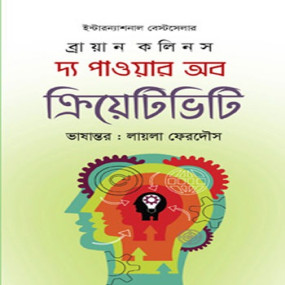 ইন্টারন্যাশনাল বেস্টসেলার
ব্রায়ান কলিনস
দ্য পাওয়ার অব
ক্রিয়েটিভিটি
ভাষান্তর : লায়লা ফেরদৌস